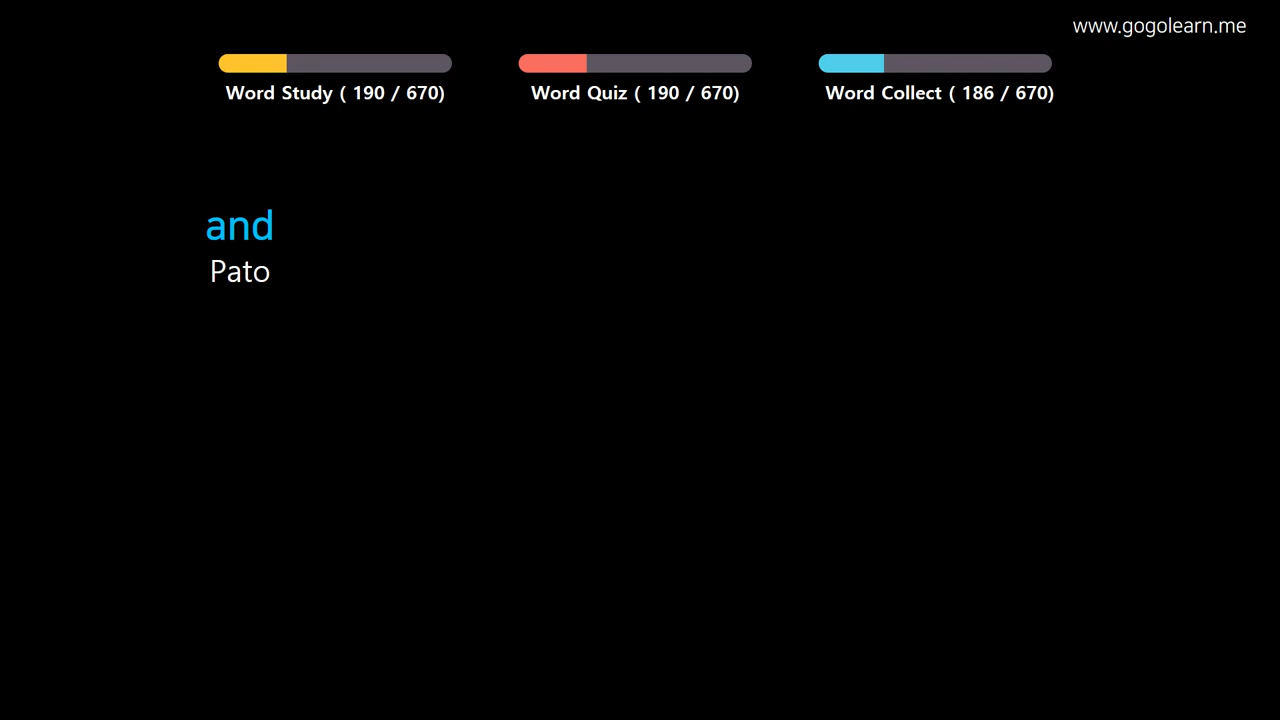 www.gogolearn.me
Word Study ( 190 / 670)
Word Quiz ( 190 / 670)
Word Collect ( 186 / 670)
and
Pato